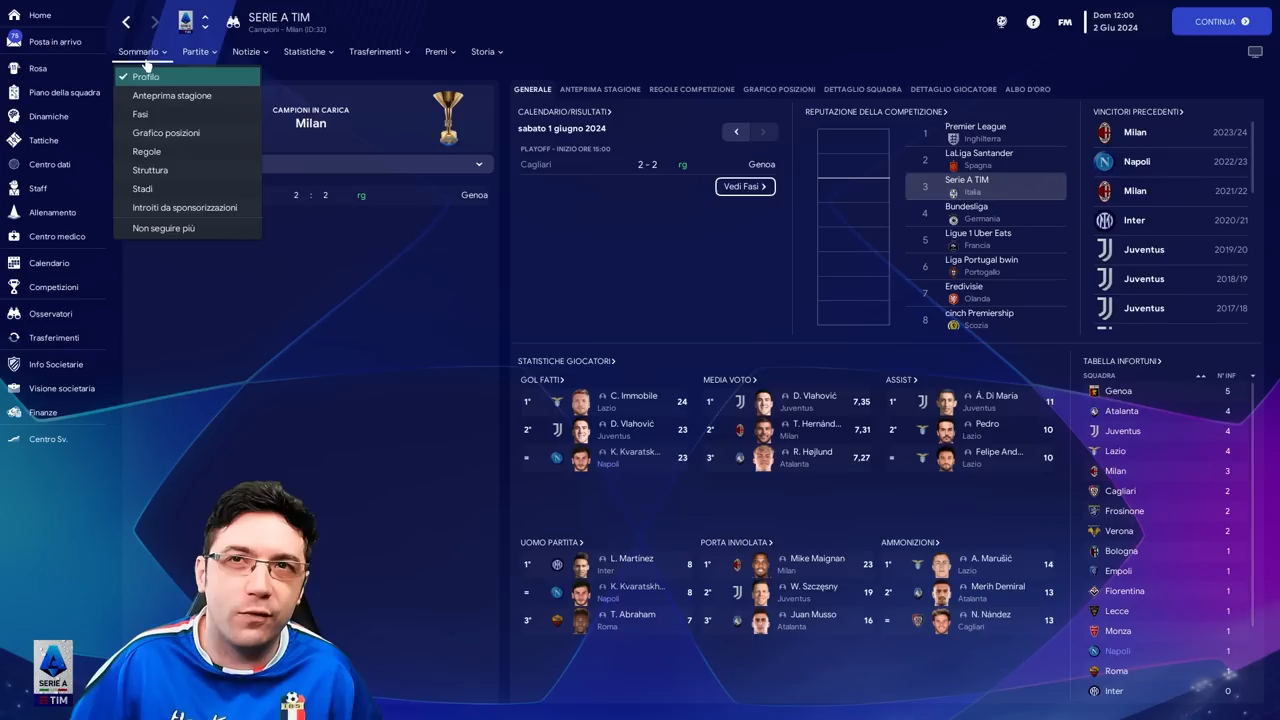 Home
75
Posta in arrivo
Rosa
Piano della squadra
Dinamiche
Tattiche
Centro dati
Staff
Allenamento
Centro medico
Calendario
Competizioni
Osservatori
Trasferimenti
Info Societarie
Visione societaria
Finanze
Centro Sv.
SERIE A TIM
Campioni - Milan (ID:32)
FM
Dom 12:00
2 Giu 2024
CONTINUA
Sommario
Partite
Notizie
Statistiche
Trasferimenti
Premi
Storia
Profilo
Anteprima stagione
Fasi
Grafico posizioni
Regole
Struttura
Stadi
Introiti da sponsorizzazioni
Non seguire più
CAMPIONI IN CARICA
Milan
2 : 2 rg Genoa
GENERALE
ANTEPRIMA STAGIONE
REGOLE COMPETIZIONE
GRAFICO POSIZIONI
DETTAGLIO SQUADRA
DETTAGLIO GIOCATORE
ALBO D'ORO
CALENDARIO/RISULTATI
sabato 1 giugno 2024
PLAYOFF - INIZIO ORE 15:00
Cagliari 2 - 2 rg Genoa
Vedi Fasi
REPUTAZIONE DELLA COMPETIZIONE
1 Premier League
Inghilterra
2 LaLiga Santander
Spagna
3 Serie A TIM
Italia
4 Bundesliga
Germania
5 Ligue 1 Uber Eats
Francia
6 Liga Portugal bwin
Portogallo
7 Eredivisie
Olanda
8 cinch Premiership
Scozia
VINCITORI PRECEDENTI
Milan 2023/24
Napoli 2022/23
Milan 2021/22
Inter 2020/21
Juventus 2019/20
Juventus 2018/19
Juventus 2017/18
STATISTICHE GIOCATORI
GOL FATTI
1° C. Immobile 24
Lazio
2° D. Vlahović 23
Juventus
= K. Kvaratsk... 23
Napoli
MEDIA VOTO
1° D. Vlahović 7,35
Juventus
2° T. Hernánd... 7,31
Milan
3° R. Højlund 7,27
Atalanta
ASSIST
1° Á. Di María 11
Juventus
2° Pedro 10
Lazio
= Felipe And... 10
Lazio
UOMO PARTITA
1° L. Martínez 8
Inter
= K. Kvaratskh... 8
Napoli
3° T. Abraham 7
Roma
PORTA INVIOLATA
1° Mike Maignan 23
Milan
2° W. Szczęsny 19
Juventus
3° Juan Musso 16
Atalanta
AMMONIZIONI
1° A. Marušić 14
Lazio
2° Merih Demiral 13
Atalanta
= N. Nández 13
Cagliari
TABELLA INFORTUNI
SQUADRA N° INF
Genoa 5
Atalanta 4
Juventus 4
Lazio 4
Milan 3
Cagliari 2
Frosinone 2
Verona 2
Bologna 1
Empoli 1
Fiorentina 1
Lecce 1
Monza 1
Napoli 1
Roma 1
Inter 0
SERIE A
TIM